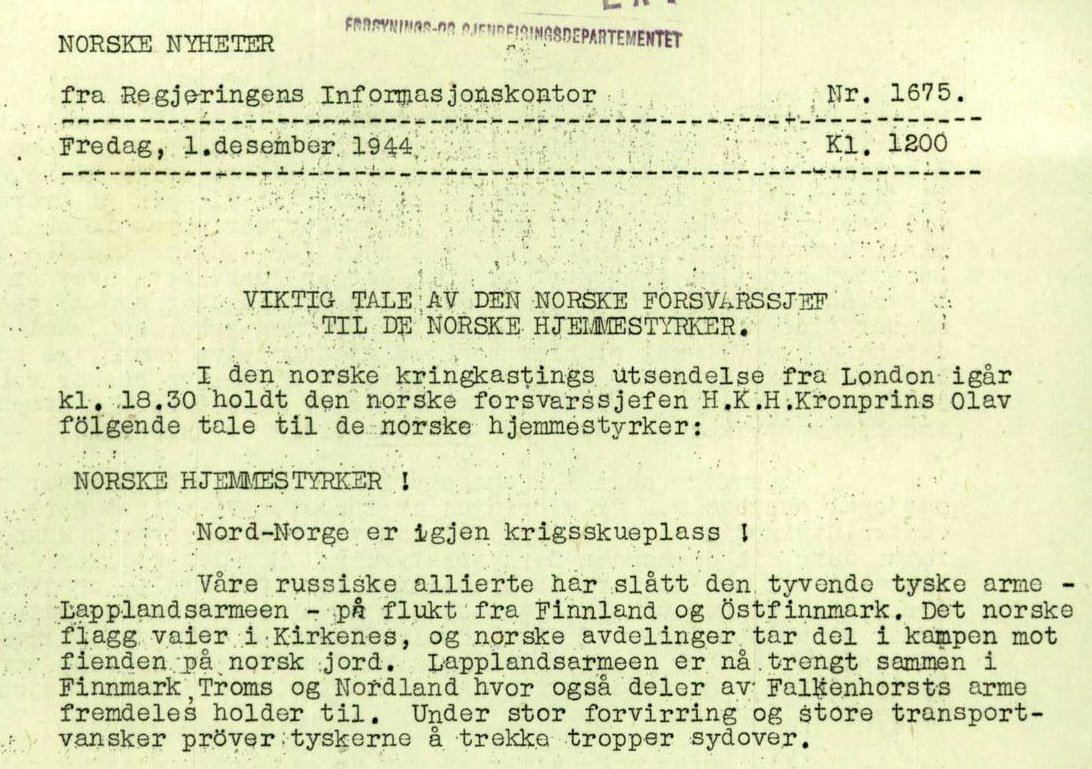 FORSYNINGS-OG GJENREISINGSDEPARTEMENTET
NORSKE NYHETER
fra Regjeringens Informasjonskontor Nr. 1675.
Fredag, 1.desember 1944 Kl. 1200
VIKTIG TALE AV DEN NORSKE FORSVARSSJEF
TIL DE NORSKE HJEMMESTYRKER.
I den norske kringkastings utsendelse fra London igår
kl. 18.30 holdt den norske forsvarssjefen H.K.H.Kronprins Olav
fölgende tale til de norske hjemmestyrker:
NORSKE HJEMMESTYRKER !
Nord-Norge er igjen krigsskueplass !
Våre russiske allierte har slått den tyvende tyske arme -
Lapplandsarmeen - på flukt fra Finnland og Östfinnmark. Det norske
flagg vaier i Kirkenes, og norske avdelinger tar del i kampen mot
fienden på norsk jord. Lapplandsarmeen er nå trengt sammen i
Finnmark, Troms og Nordland hvor også deler av Falkenhorsts arme
fremdeles holder til. Under stor forvirring og store transport-
vansker pröver tyskerne å trekke tropper sydover.